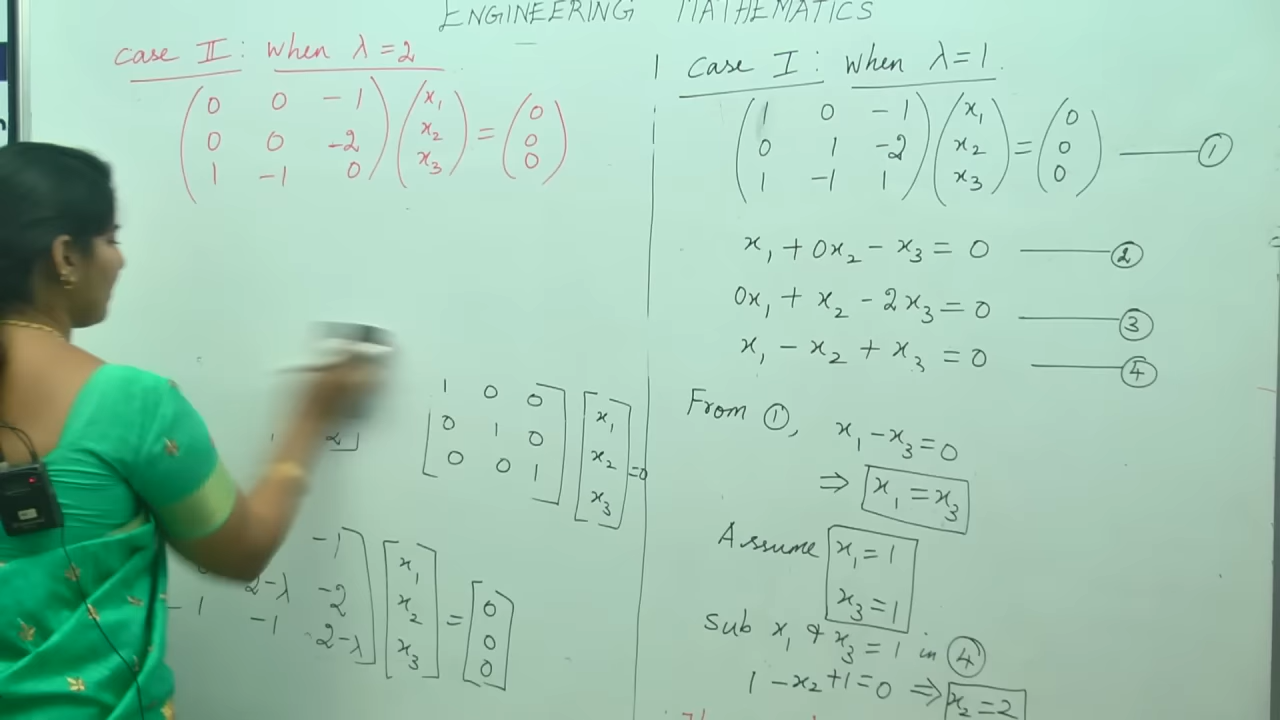 ENGINEERING MATHEMATICS
Case II: When λ=2
0 0 -1 x₁ 0
0 0 -2 x₂ = 0
1 -1 0 x₃ 0
1 0 0 x₁
0 1 0 x₂ =0
0 0 1 x₃
-1 x₁ 0
2-λ -2 x₂ = 0
-1 -1 2-λ x₃ 0
Case I: When λ=1.
1 0 -1 x₁ 0
0 1 -2 x₂ = 0 ①
1 -1 1 x₃ 0
x₁ + 0x₂ - x₃ = 0 ②
0x₁ + x₂ - 2x₃ = 0 ③
x₁ - x₂ + x₃ = 0 ④
From ①, x₁ - x₃ = 0
⇒ x₁ = x₃
Assume x₁ = 1
x₃ = 1
Sub x₁ & x₃ = 1 in ④
1 - x₂ + 1 = 0 ⇒ x₂ = 2